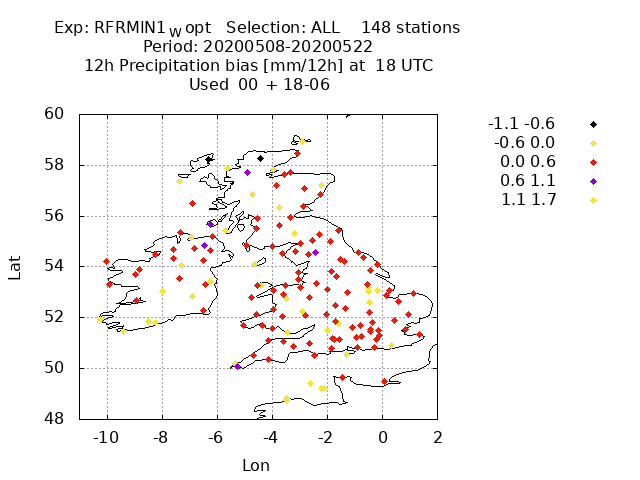 Exp: RFRMIN1 W opt Selection: ALL 148 stations
Period: 20200508-20200522
12h Precipitation bias [mm/12h] at 18 UTC
Used 00 + 18-06
-1.1 -0.6
-0.6 0.0
0.0 0.6
0.6 1.1
1.1 1.7
60
58
56
54
52
50
48
Lat
-10 -8 -6 -4 -2 0 2
Lon